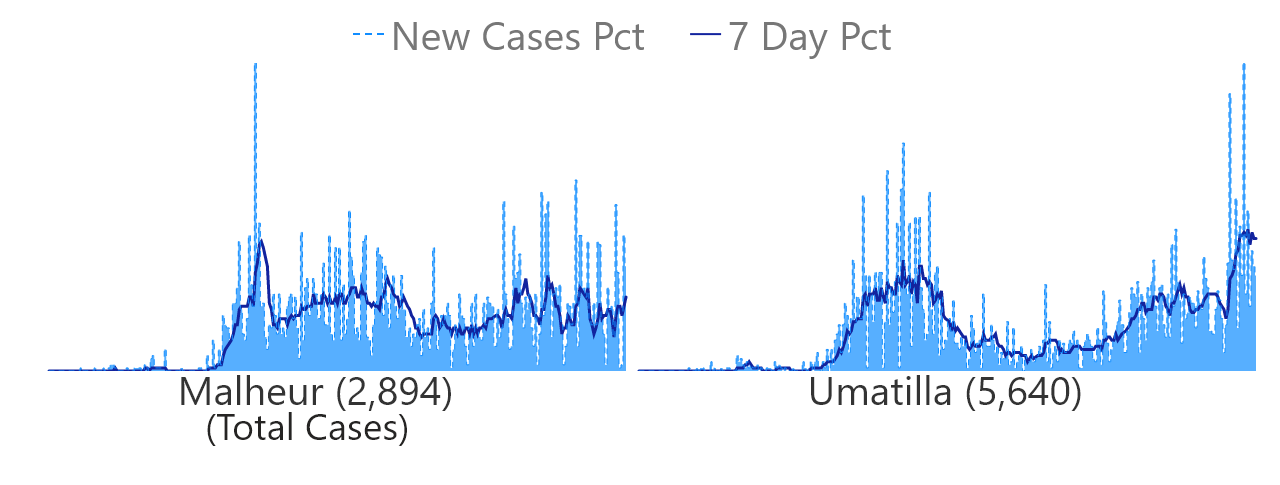 New Cases Pct 7 Day Pct
Malheur (2,894) Umatilla (5,640)
(Total Cases)